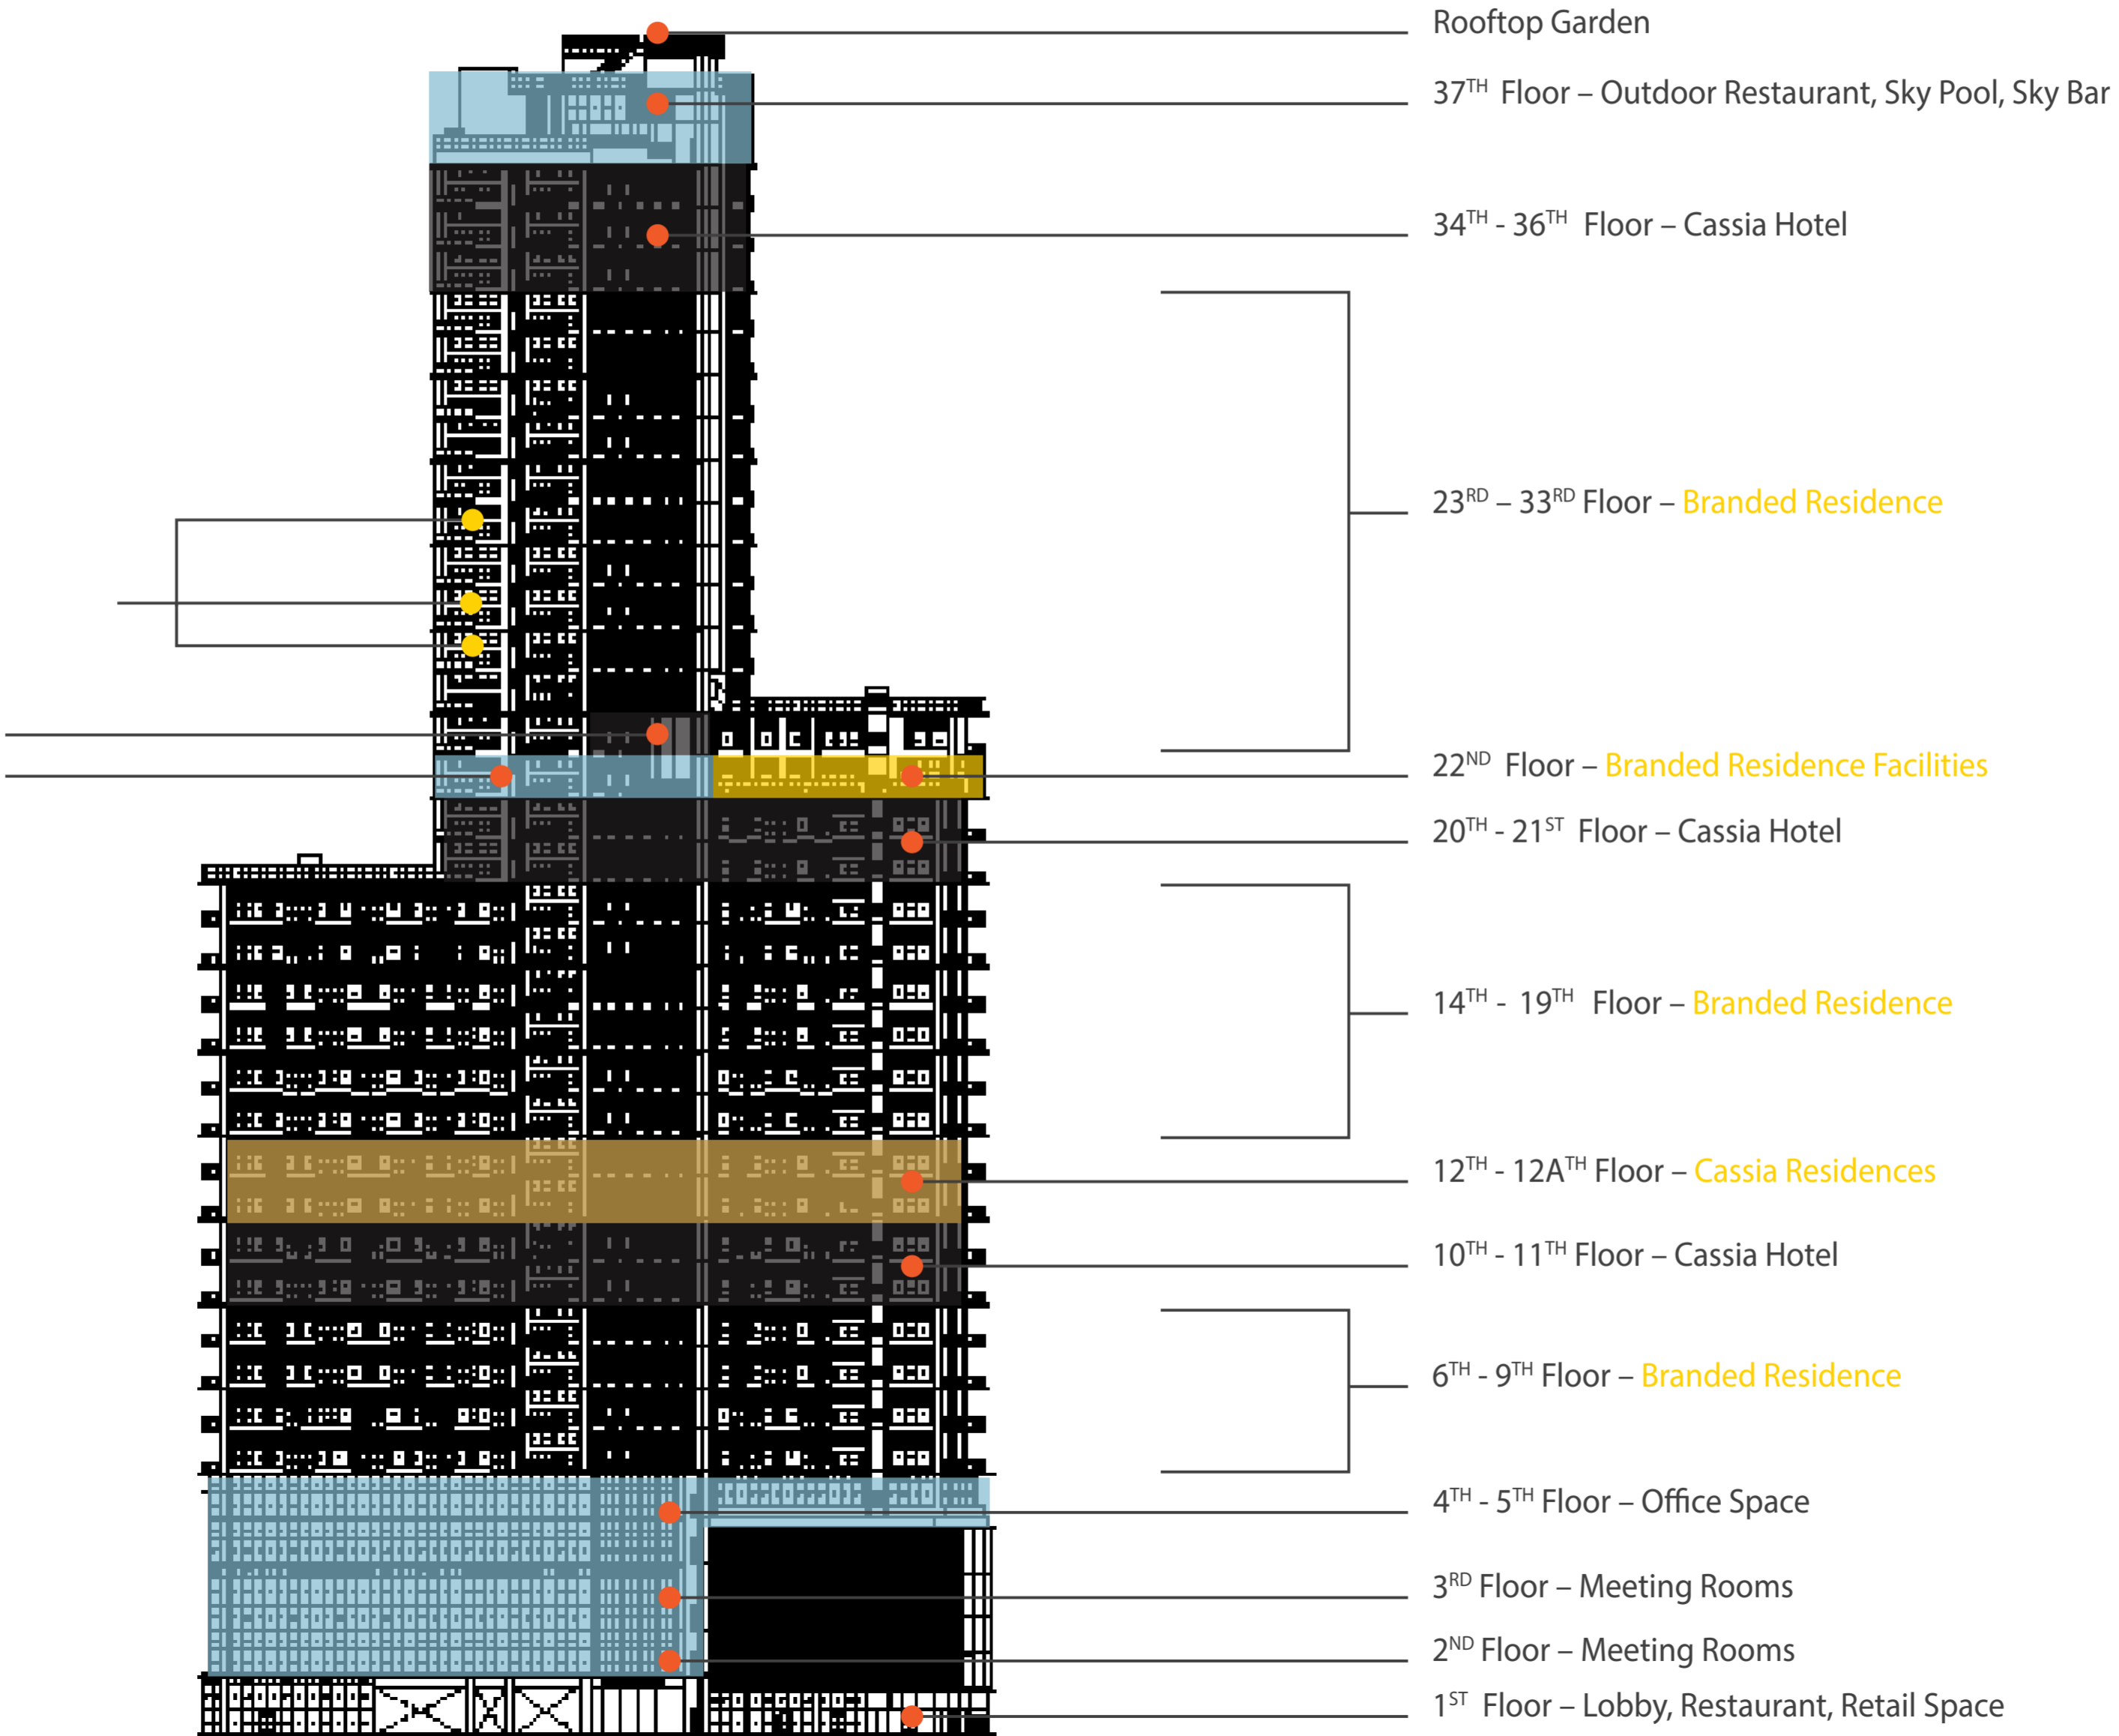 Rooftop Garden
37TH Floor – Outdoor Restaurant, Sky Pool, Sky Bar
34TH - 36TH Floor – Cassia Hotel
23RD – 33RD Floor – Branded Residence
22ND Floor – Branded Residence Facilities
20TH - 21ST Floor – Cassia Hotel
14TH - 19TH Floor – Branded Residence
12TH - 12ATH Floor – Cassia Residences
10TH - 11TH Floor – Cassia Hotel
6TH - 9TH Floor – Branded Residence
4TH - 5TH Floor – Office Space
3RD Floor – Meeting Rooms
2ND Floor – Meeting Rooms
1ST Floor – Lobby, Restaurant, Retail Space